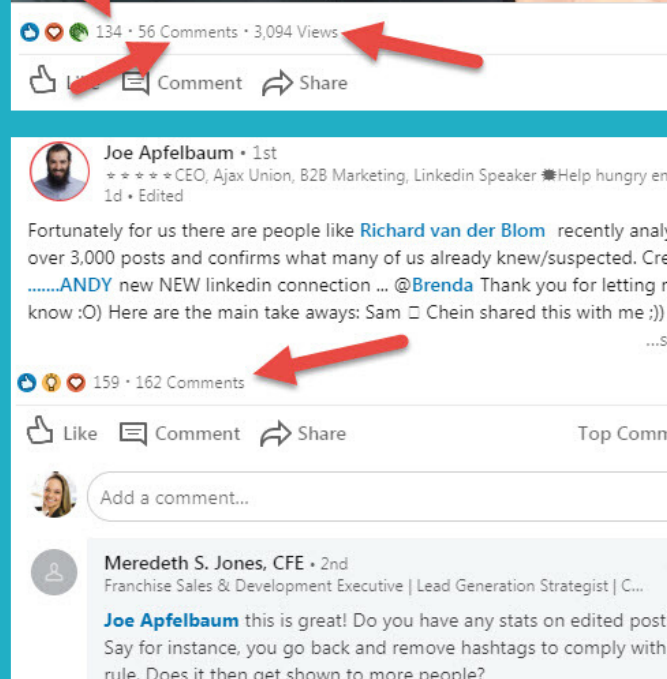 134 • 56 Comments • 3,094 Views
Comment Share
Joe Apfelbaum • 1st
CEO, Ajax Union, B2B Marketing, Linkedin Speaker ✹Help hungry
1d • Edited
Fortunately for us there are people like Richard van der Blom recently
over 3,000 posts and confirms what many of us already knew/suspected.
.......ANDY new NEW linkedin connection ... @Brenda Thank you for letting
know :O) Here are the main take aways: Sam □ Chein shared this with me ;))
159 • 162 Comments
Like Comment Share Top
Add a comment...
Meredeth S. Jones, CFE • 2nd
Franchise Sales & Development Executive | Lead Generation Strategist | C...
Joe Apfelbaum this is great! Do you have any stats on edited post
Say for instance, you go back and remove hashtags to comply with
rule. Does it then get shown to more people?